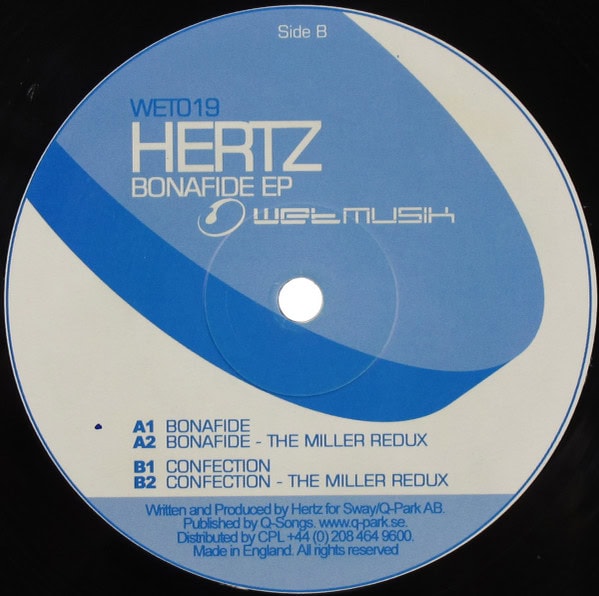 Side B
WET019
HERTZ
BONAFIDE EP
wetmusik
A1 BONAFIDE
A2 BONAFIDE - THE MILLER REDUX
B1 CONFECTION
B2 CONFECTION - THE MILLER REDUX
Written and Produced by Hertz for Sway/Q-Park AB.
Published by Q-Songs. www.q-park.se.
Distributed by CPL +44 (0) 208 464 9600.
Made in England. All rights reserved